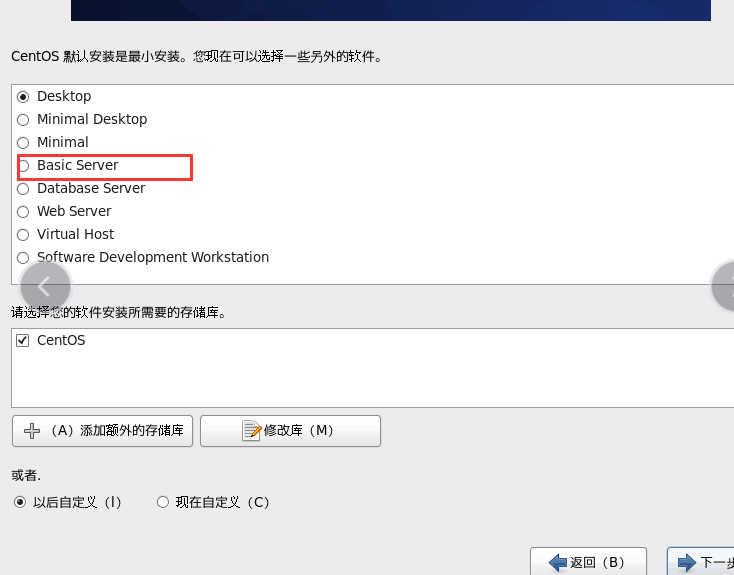 CentOS 默认安装是最小安装。您现在可以选择一些另外的软件。
Desktop
Minimal Desktop
Minimal
Basic Server
Database Server
Web Server
Virtual Host
Software Development Workstation
请选择您的软件安装所需要的存储库。
CentOS
（A）添加额外的存储库 修改库（M）
或者.
以后自定义（l） 现在自定义（C）
返回（B） 下一步